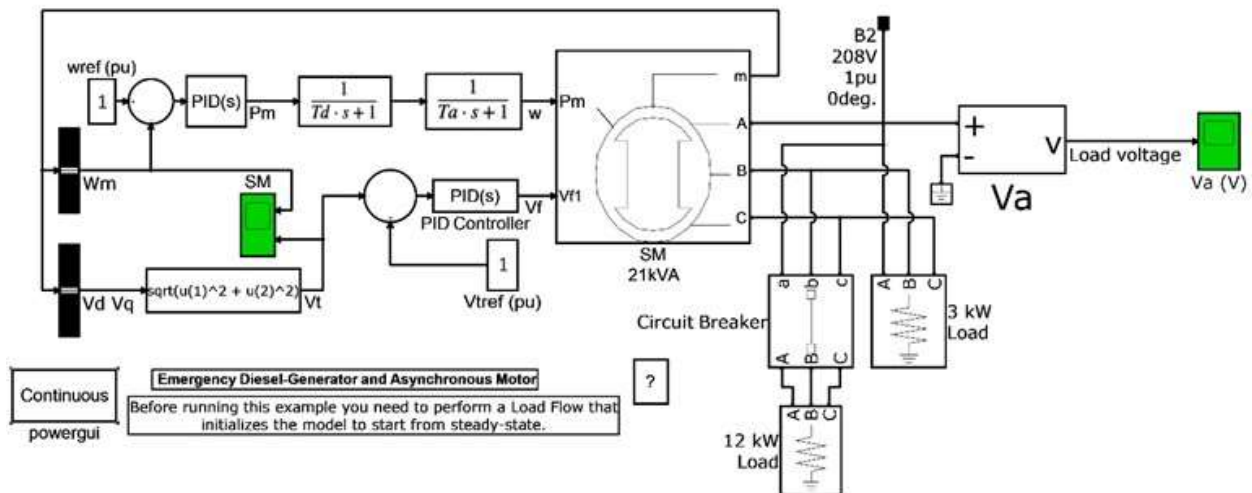 wref (pu)
1
PID(s)
Pm
1
Td · s + 1
1
Ta · s + 1
w
Pm
m
A
B
C
Vf1
SM
21kVA
B2
208V
1pu
0deg.
+
-
V
Va
Load voltage
Va (V)
Wm
SM
PID(s)
Vf
PID Controller
1
Vtref (pu)
Vd Vq
sqrt(u(1)^2 + u(2)^2)
Vt
a b c
Circuit Breaker
A B C
A B C
3 kW
Load
A B C
12 kW
Load
Continuous
powergui
Emergency Diesel-Generator and Asynchronous Motor
Before running this example you need to perform a Load Flow that
initializes the model to start from steady-state.
?